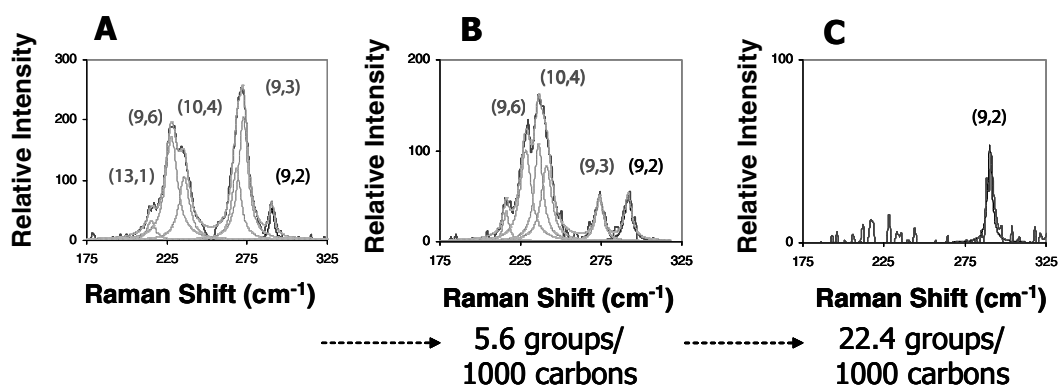 A
Relative Intensity
300
200
100
0
(13,1)
(9,6)
(10,4)
(9,3)
(9,2)
175
225
275
325
Raman Shift (cm-1)
B
Relative Intensity
200
100
0
(9,6)
(10,4)
(9,3)
(9,2)
175
225
275
325
Raman Shift (cm-1)
5.6 groups/
1000 carbons
C
Relative Intensity
100
0
(9,2)
175
225
275
325
Raman Shift (cm-1)
22.4 groups/
1000 carbons